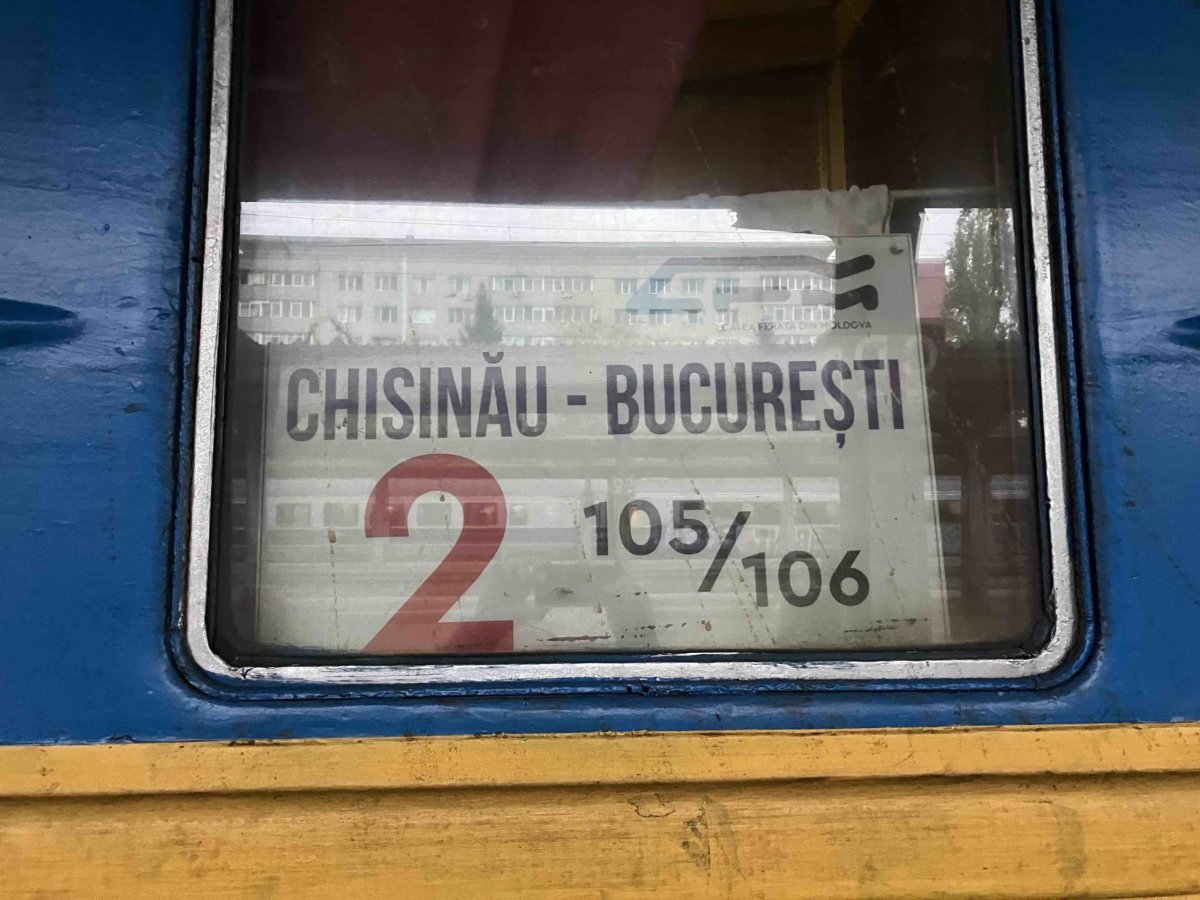 CALEA FERATĂ DIN MOLDOVA
CHISINĂU - BUCUREȘTI
2 105/106